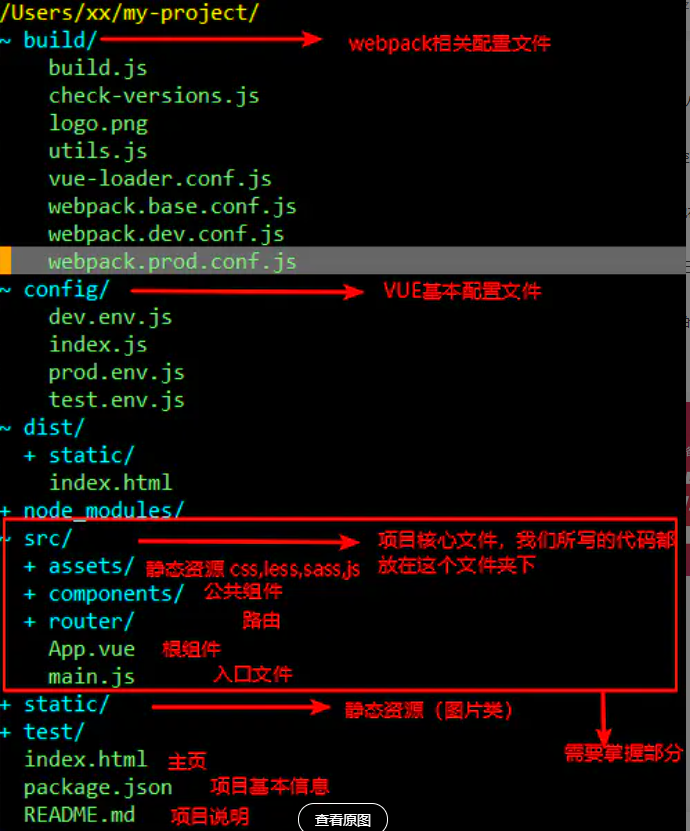 /Users/xx/my-project/
~ build/ webpack相关配置文件
build.js
check-versions.js
logo.png
utils.js
vue-loader.conf.js
webpack.base.conf.js
webpack.dev.conf.js
webpack.prod.conf.js
~ config/ VUE基本配置文件
dev.env.js
index.js
prod.env.js
test.env.js
~ dist/
+ static/
index.html
+ node_modules/
~ src/ 项目核心文件，我们所写的代码都
+ assets/ 静态资源 css,less,sass,js 放在这个文件夹下
+ components/ 公共组件
+ router/ 路由
App.vue 根组件
main.js 入口文件
+ static/ 静态资源（图片类）
+ test/
需要掌握部分
index.html 主页
package.json 项目基本信息
README.md 项目说明
查看原图